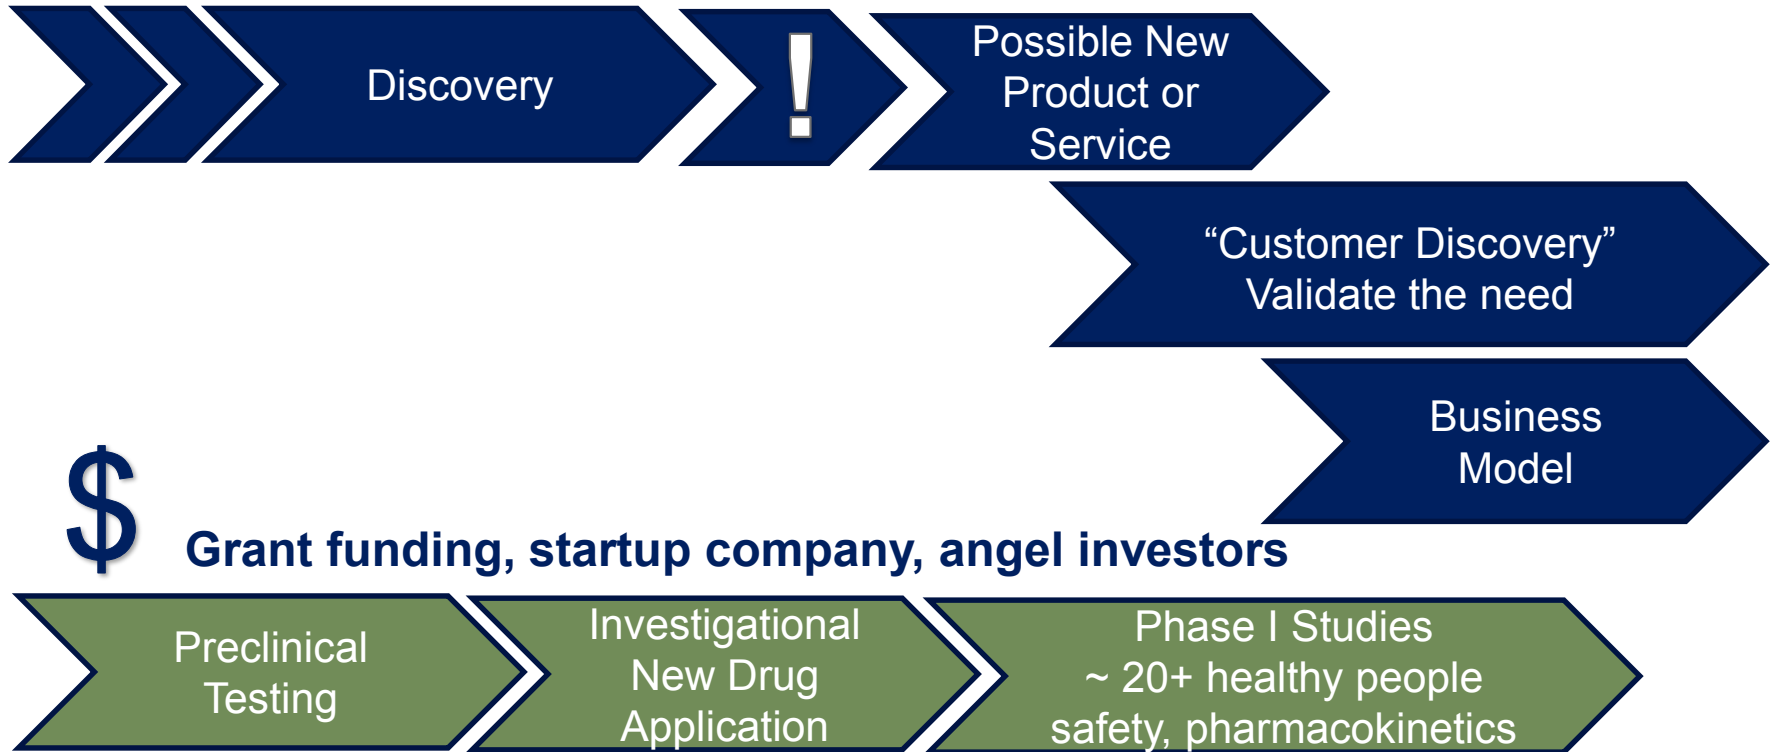 Discovery
!
Possible New
Product or
Service
“Customer Discovery”
Validate the need
Business
Model
$
Grant funding, startup company, angel investors
Preclinical
Testing
Investigational
New Drug
Application
Phase I Studies
~ 20+ healthy people
safety, pharmacokinetics